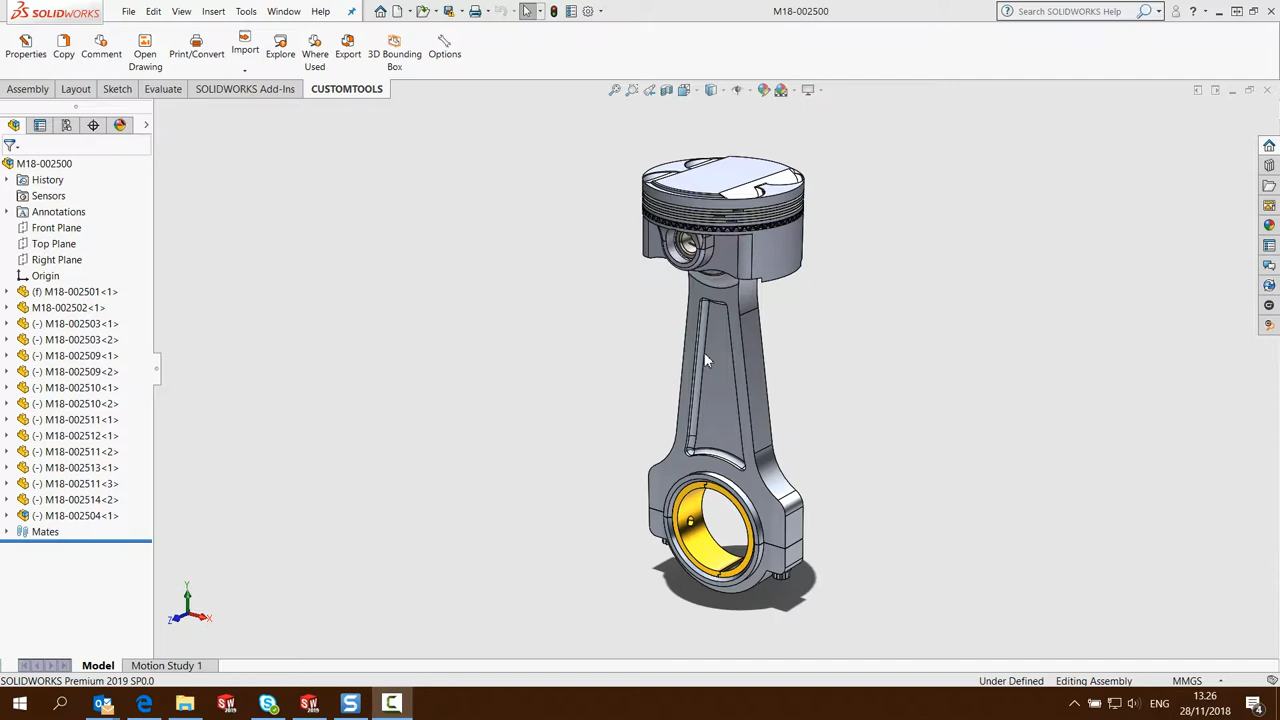 SOLIDWORKS File Edit View Insert Tools Window Help M18-002500 Search SOLIDWORKS Help
Properties Copy Comment Open Drawing Print/Convert Import Explore Where Used Export 3D Bounding Box Options
Assembly Layout Sketch Evaluate SOLIDWORKS Add-Ins CUSTOMTOOLS
M18-002500
History
Sensors
Annotations
Front Plane
Top Plane
Right Plane
Origin
(f) M18-002501<1>
M18-002502<1>
(-) M18-002503<1>
(-) M18-002503<2>
(-) M18-002509<1>
(-) M18-002509<2>
(-) M18-002510<1>
(-) M18-002510<2>
(-) M18-002511<1>
(-) M18-002512<1>
(-) M18-002511<2>
(-) M18-002513<1>
(-) M18-002511<3>
(-) M18-002514<2>
(-) M18-002504<1>
Mates
Y
Z X
Model Motion Study 1
SOLIDWORKS Premium 2019 SP0.0 Under Defined Editing Assembly MMGS
ENG 13.26
28/11/2018 4